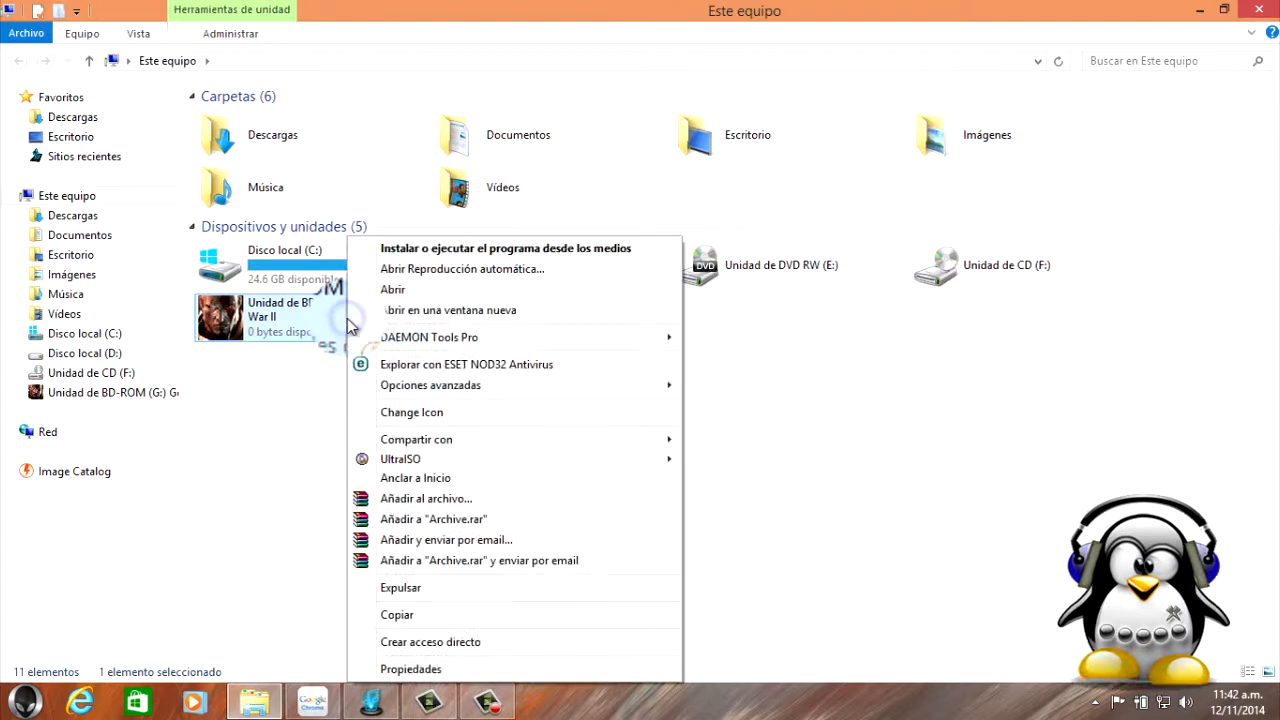 Herramientas de unidad
Este equipo
Archivo
Equipo
Vista
Administrar
Este equipo
Buscar en Este equipo
Favoritos
Descargas
Escritorio
Sitios recientes
Este equipo
Descargas
Documentos
Escritorio
Imágenes
Música
Vídeos
Disco local (C:)
Disco local (D:)
Unidad de CD (F:)
Unidad de BD-ROM (G:) G
Red
Image Catalog
Carpetas (6)
Descargas
Documentos
Escritorio
Imágenes
Música
Vídeos
Dispositivos y unidades (5)
Disco local (C:)
24.6 GB disponible
Unidad de B
War II
0 bytes disp
Unidad de DVD RW (E:)
Unidad de CD (F:)
Instalar o ejecutar el programa desde los medios
Abrir Reproducción automática...
Abrir
brir en una ventana nueva
DAEMON Tools Pro
Explorar con ESET NOD32 Antivirus
Opciones avanzadas
Change Icon
Compartir con
UltraISO
Anclar a Inicio
Añadir al archivo...
Añadir a "Archive.rar"
Añadir y enviar por email...
Añadir a "Archive.rar" y enviar por email
Expulsar
Copiar
Crear acceso directo
Propiedades
11 elementos
1 elemento seleccionado
DVD
Google
Chrome
11:42 a.m.
12/11/2014